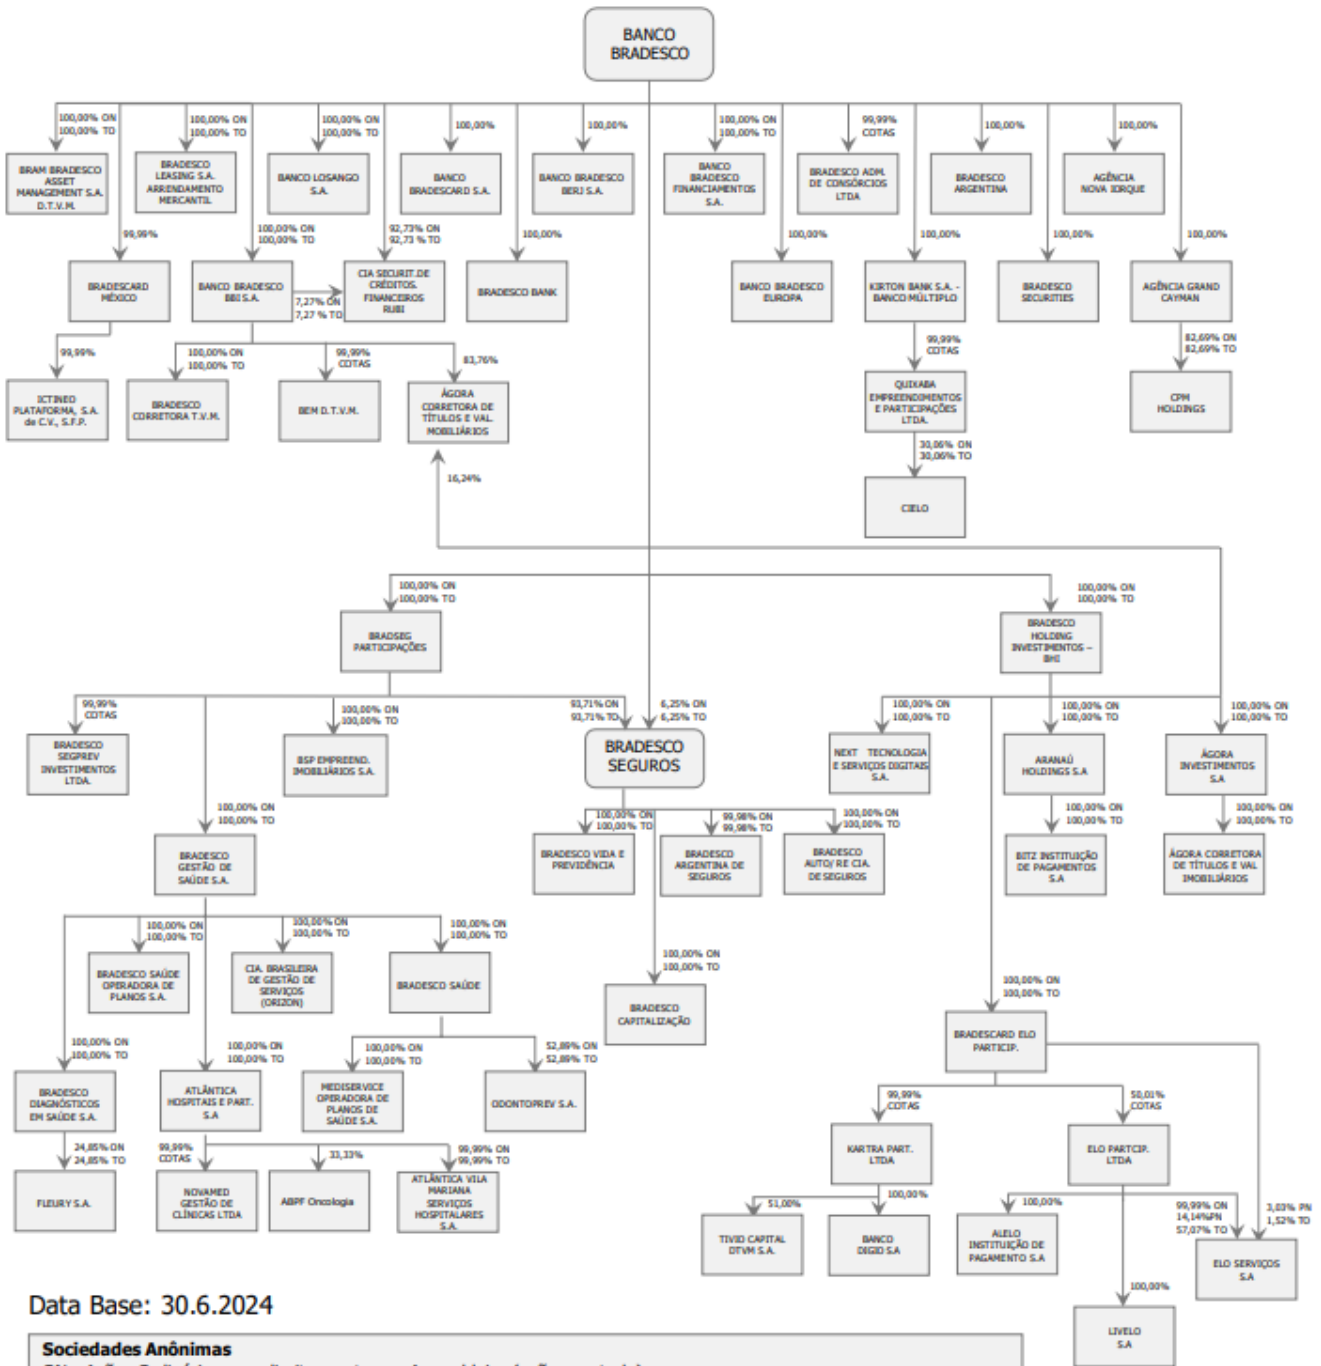 BANCO
BRADESCO
100,00% ON
100,00% TO
100,00% ON
100,00% TO
100,00% ON
100,00% TO
100,00%
100,00%
100,00% ON
100,00% TO
99,99%
COTAS
100,00%
100,00%
BRAM BRADESCO
ASSET
MANAGEMENT S.A.
D.T.V.M.
BRADESCO
LEASING S.A.
ARRENDAMENTO
MERCANTIL
BANCO LOSANGO
S.A.
BANCO
BRADESCARD S.A.
BANCO BRADESCO
BERJ S.A.
BANCO
BRADESCO
FINANCIAMENTOS
S.A.
BRADESCO ADM.
DE CONSÓRCIOS
LTDA
BRADESCO
ARGENTINA
AGÊNCIA
NOVA IORQUE
99,99%
100,00% ON
100,00% TO
92,73% ON
92,73 % TO
100,00%
100,00%
100,00%
100,00%
100,00%
BRADESCARD
MÉXICO
BANCO BRADESCO
BBI S.A.
7,27% ON
7,27 % TO
CIA SECURIT.DE
CRÉDITOS.
FINANCEIROS
RUBI
BRADESCO BANK
BANCO BRADESCO
EUROPA
KIRTON BANK S.A. -
BANCO MÚLTIPLO
BRADESCO
SECURITIES
AGÊNCIA GRAND
CAYMAN
99,99%
100,00% ON
100,00% TO
99,99%
COTAS
83,76%
99,99%
COTAS
82,69% ON
82,69% TO
ICTINEO
PLATAFORMA, S.A.
de C.V., S.F.P.
BRADESCO
CORRETORA T.V.M.
BEM D.T.V.M.
ÁGORA
CORRETORA DE
TÍTULOS E VAL.
MOBILIÁRIOS
QUIXABA
EMPREENDIMENTOS
E PARTICIPAÇÕES
LTDA.
CPM
HOLDINGS
16,24%
30,06% ON
30,06% TO
CIELO
100,00% ON
100,00% TO
100,00% ON
100,00% TO
BRADSEG
PARTICIPAÇÕES
BRADESCO
HOLDING
INVESTIMENTOS –
BHI
99,99%
COTAS
100,00% ON
100,00% TO
93,71% ON
93,71% TO
6,25% ON
6,25% TO
100,00% ON
100,00% TO
100,00% ON
100,00% TO
100,00% ON
100,00% TO
BRADESCO
SEGPREV
INVESTIMENTOS
LTDA.
BSP EMPREEND.
IMOBILIÁRIOS S.A.
BRADESCO
SEGUROS
NEXT TECNOLOGIA
E SERVIÇOS DIGITAIS
S.A.
ARANAÚ
HOLDINGS S.A
ÁGORA
INVESTIMENTOS
S.A
100,00% ON
100,00% TO
100,00% ON
100,00% TO
99,98% ON
99,98% TO
100,00% ON
100,00% TO
100,00% ON
100,00% TO
100,00% ON
100,00% TO
BRADESCO
GESTÃO DE
SAÚDE S.A.
BRADESCO VIDA E
PREVIDÊNCIA
BRADESCO
ARGENTINA DE
SEGUROS
BRADESCO
AUTO/ RE CIA.
DE SEGUROS
BITZ INSTITUIÇÃO
DE PAGAMENTOS
S.A
ÁGORA CORRETORA
DE TÍTULOS E VAL
IMOBILIÁRIOS
100,00% ON
100,00% TO
100,00% ON
100,00% TO
100,00% ON
100,00% TO
100,00% ON
100,00% TO
BRADESCO SAÚDE
OPERADORA DE
PLANOS S.A.
CIA. BRASILEIRA
DE GESTÃO DE
SERVIÇOS
(ORIZON)
BRADESCO SAÚDE
BRADESCO
CAPITALIZAÇÃO
100,00% ON
100,00% TO
BRADESCARD ELO
PARTICIP.
100,00% ON
100,00% TO
100,00% ON
100,00% TO
100,00% ON
100,00% TO
52,89% ON
52,89% TO
BRADESCO
DIAGNÓSTICOS
EM SAÚDE S.A.
ATLÂNTICA
HOSPITAIS E PART.
S.A
MEDISERVICE
OPERADORA DE
PLANOS DE
SAÚDE S.A.
ODONTOPREV S.A.
99,99%
COTAS
50,01%
COTAS
24,85% ON
24,85% TO
99,99%
COTAS
33,33%
99,99% ON
99,99% TO
KARTRA PART.
LTDA
ELO PARTCIP.
LTDA
FLEURY S.A.
NOVAMED
GESTÃO DE
CLÍNICAS LTDA
ABPF Oncologia
ATLÂNTICA VILA
MARIANA
SERVIÇOS
HOSPITALARES
S.A.
51,00%
100,00%
100,00%
99,99% ON
14,14%PN
57,07% TO
3,03% PN
1,52% TO
TIVIO CAPITAL
DTVM S.A.
BANCO
DIGIO S.A
ALELO
INSTITUIÇÃO DE
PAGAMENTO S.A
ELO SERVIÇOS
S.A
100,00%
LIVELO
S.A
Data Base: 30.6.2024
Sociedades Anônimas